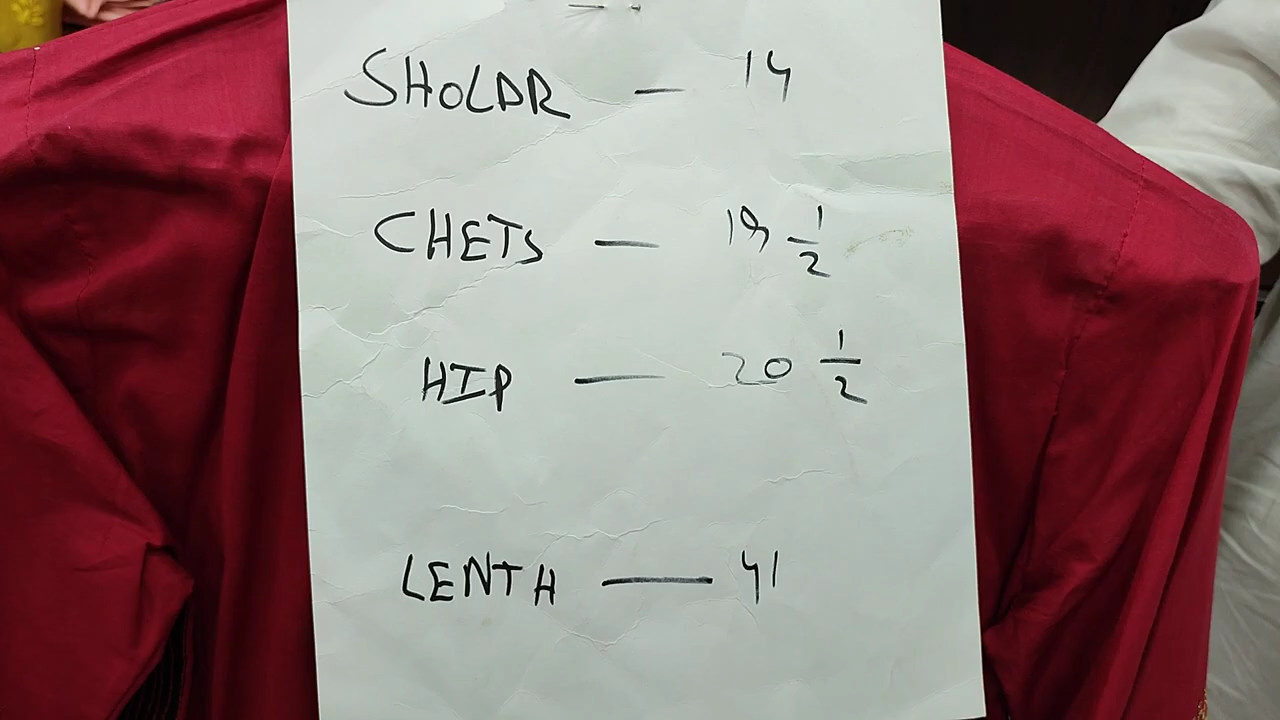 SHOLDR — 14
CHETS — 19 1/2
HIP — 20 1/2
LENTH — 41